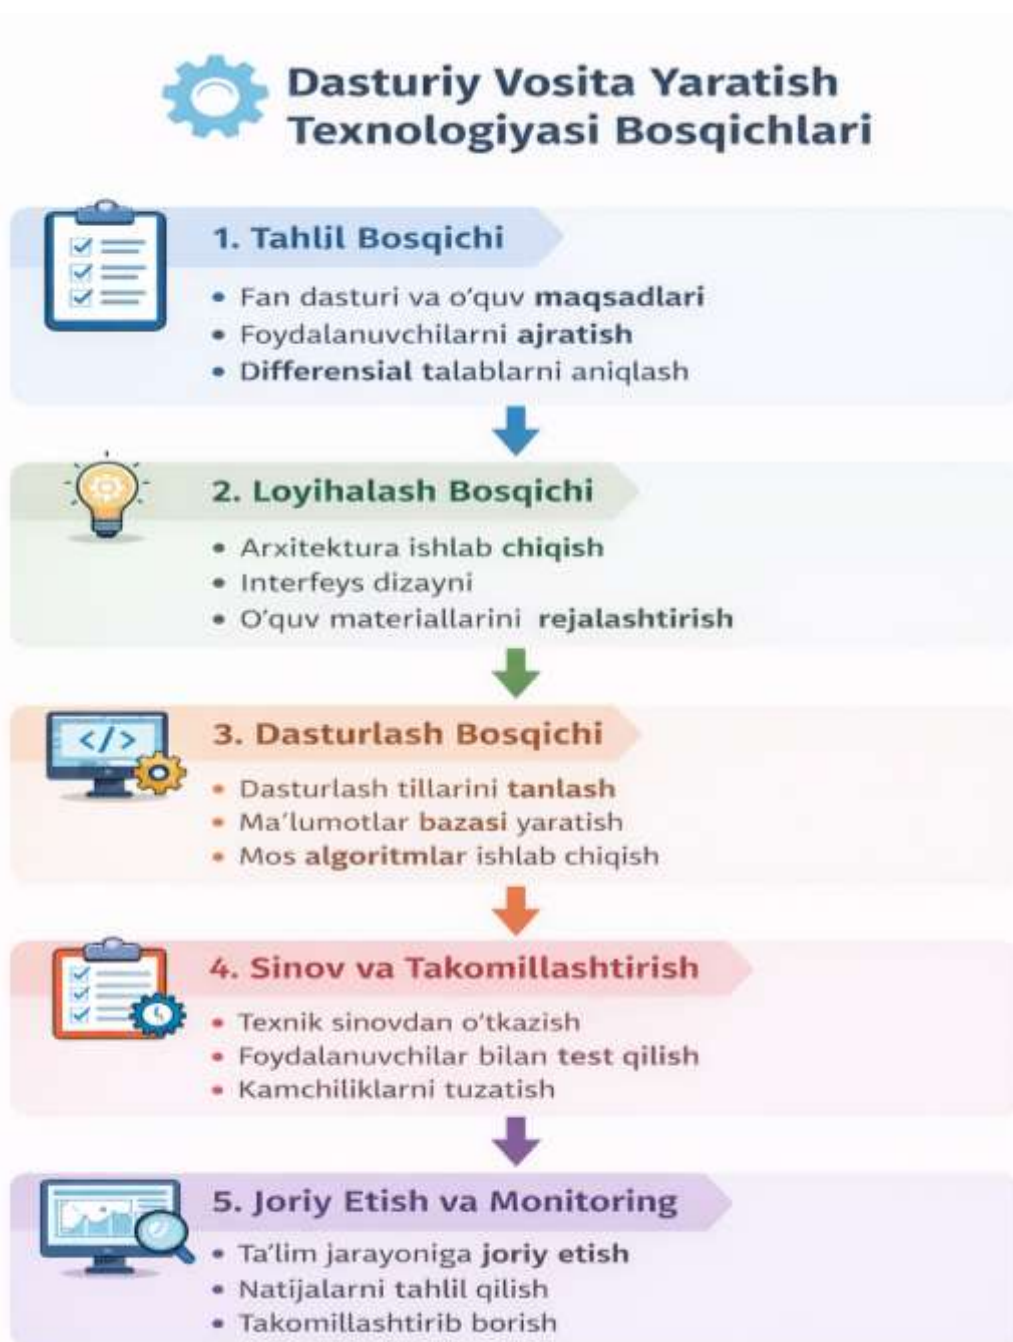 Dasturiy Vosita Yaratish
Texnologiyasi Bosqichlari
1. Tahlil Bosqichi
• Fan dasturi va o'quv maqsadlari
• Foydalanuvchilarni ajratish
• Differensial talablarni aniqlash
2. Loyihalash Bosqichi
• Arxitektura ishlab chiqish
• Interfeys dizayni
• O'quv materiallarini rejalashtirish
</>
3. Dasturlash Bosqichi
• Dasturlash tillarini tanlash
• Ma'lumotlar bazasi yaratish
• Mos algoritmlar ishlab chiqish
4. Sinov va Takomillashtirish
• Texnik sinovdan o'tkazish
• Foydalanuvchilar bilan test qilish
• Kamchiliklarni tuzatish
5. Joriy Etish va Monitoring
• Ta'lim jarayoniga joriy etish
• Natijalarni tahlil qilish
• Takomillashtirib borish